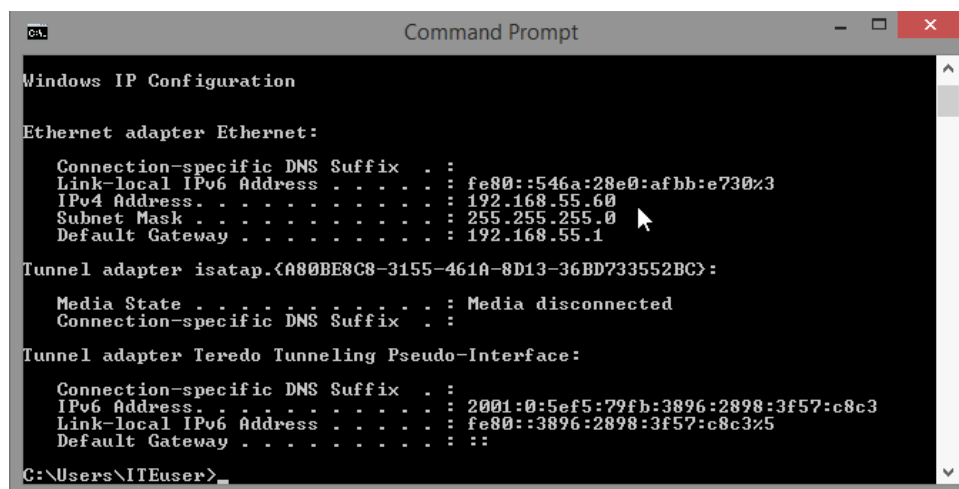 Command Prompt
Windows IP Configuration
Ethernet adapter Ethernet:
Connection-specific DNS Suffix . :
Link-local IPv6 Address . . . . . : fe80::546a:28e0:afbb:e730%3
IPv4 Address. . . . . . . . . . . : 192.168.55.60
Subnet Mask . . . . . . . . . . . : 255.255.255.0
Default Gateway . . . . . . . . . : 192.168.55.1
Tunnel adapter isatap.{A80BE8C8-3155-461A-8D13-36BD733552BC}:
Media State . . . . . . . . . . . : Media disconnected
Connection-specific DNS Suffix . :
Tunnel adapter Teredo Tunneling Pseudo-Interface:
Connection-specific DNS Suffix . :
IPv6 Address. . . . . . . . . . . : 2001:0:5ef5:79fb:3896:2898:3f57:c8c3
Link-local IPv6 Address . . . . . : fe80::3896:2898:3f57:c8c3%5
Default Gateway . . . . . . . . . : ::
C:\Users\ITEuser>_